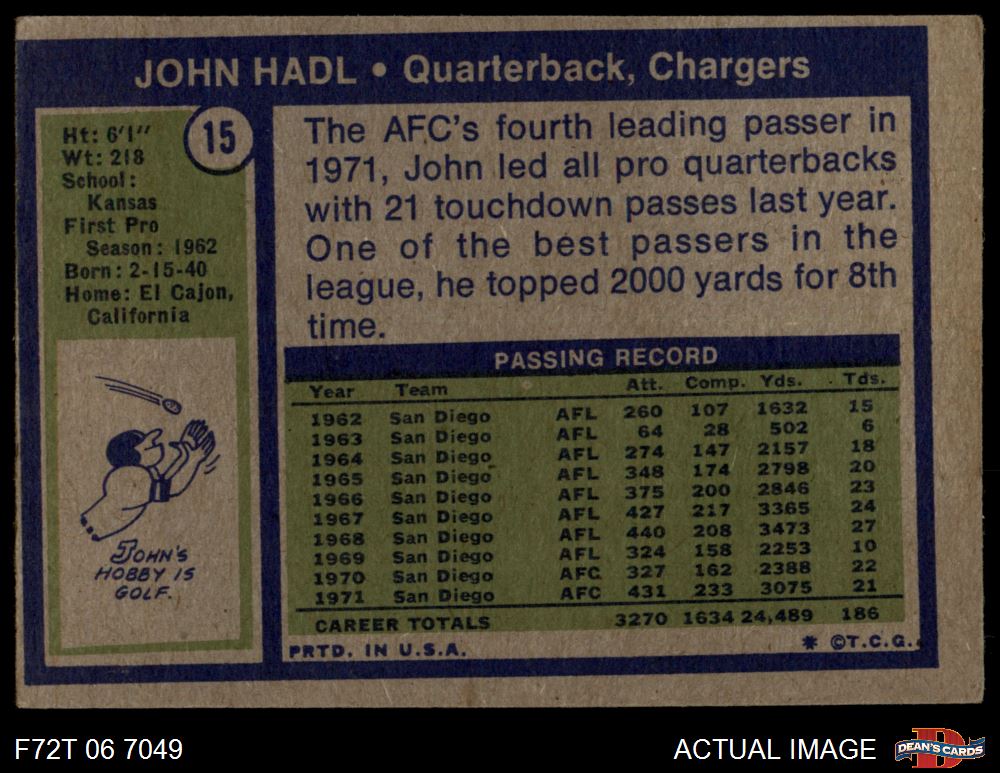 JOHN HADL • Quarterback, Chargers
15
Ht: 6'1"
Wt: 218
School:
Kansas
First Pro
Season: 1962
Born: 2-15-40
Home: El Cajon,
California
The AFC's fourth leading passer in
1971, John led all pro quarterbacks
with 21 touchdown passes last year.
One of the best passers in the
league, he topped 2000 yards for 8th
time.
JOHN'S
HOBBY IS
GOLF.
PASSING RECORD
Year Team Att. Comp. Yds. Tds.
1962 San Diego AFL 260 107 1632 15
1963 San Diego AFL 64 28 502 6
1964 San Diego AFL 274 147 2157 18
1965 San Diego AFL 348 174 2798 20
1966 San Diego AFL 375 200 2846 23
1967 San Diego AFL 427 217 3365 24
1968 San Diego AFL 440 208 3473 27
1969 San Diego AFL 324 158 2253 10
1970 San Diego AFC 327 162 2388 22
1971 San Diego AFC 431 233 3075 21
CAREER TOTALS 3270 1634 24,489 186
PRTD. IN U.S.A. * ©T.C.G.
F72T 06 7049
ACTUAL IMAGE
DEAN'S CARDS